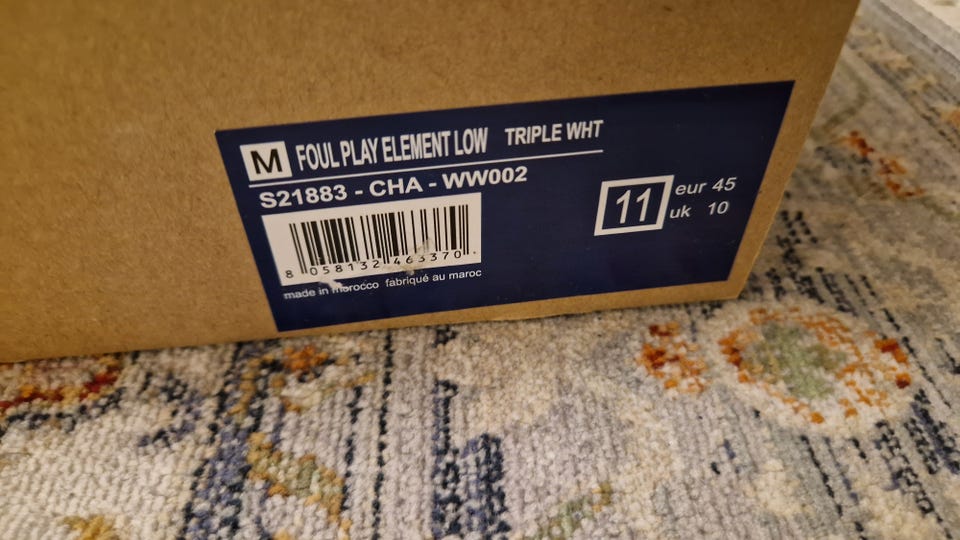 M FOUL PLAY ELEMENT LOW TRIPLE WHT
S21883 - CHA - WW002
11 eur 45
uk 10
8 058132 463370
made in morocco fabriqué au maroc